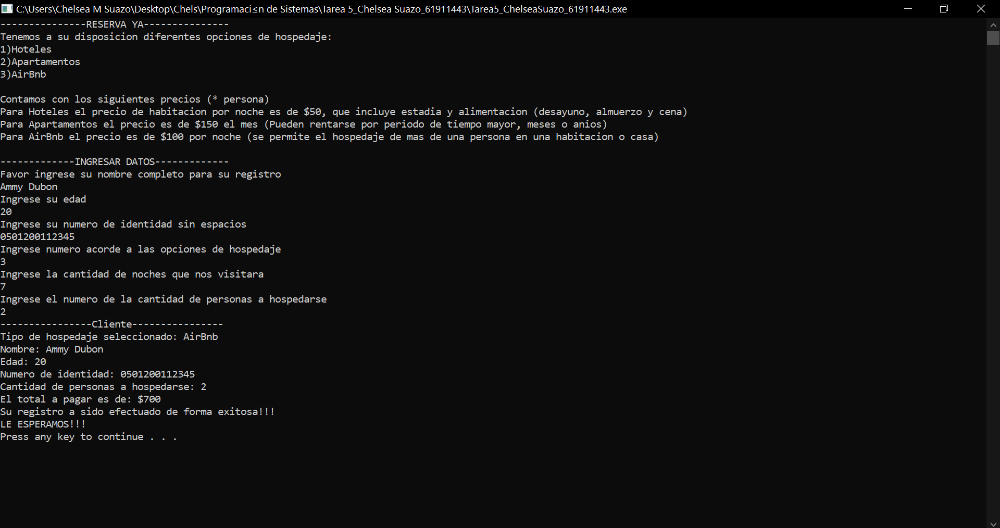 C:\Users\Chelsea M Suazo\Desktop\Chels\Programaci≤n de Sistemas\Tarea 5_Chelsea Suazo_61911443\Tarea5_ChelseaSuazo_61911443.exe
---------------RESERVA YA---------------
Tenemos a su disposicion diferentes opciones de hospedaje:
1)Hoteles
2)Apartamentos
3)AirBnb
Contamos con los siguientes precios (* persona)
Para Hoteles el precio de habitacion por noche es de $50, que incluye estadia y alimentacion (desayuno, almuerzo y cena)
Para Apartamentos el precio es de $150 el mes (Pueden rentarse por periodo de tiempo mayor, meses o anios)
Para AirBnb el precio es de $100 por noche (se permite el hospedaje de mas de una persona en una habitacion o casa)
-------------INGRESAR DATOS-------------
Favor ingrese su nombre completo para su registro
Ammy Dubon
Ingrese su edad
20
Ingrese su numero de identidad sin espacios
0501200112345
Ingrese numero acorde a las opciones de hospedaje
3
Ingrese la cantidad de noches que nos visitara
7
Ingrese el numero de la cantidad de personas a hospedarse
2
----------------Cliente----------------
Tipo de hospedaje seleccionado: AirBnb
Nombre: Ammy Dubon
Edad: 20
Numero de identidad: 0501200112345
Cantidad de personas a hospedarse: 2
El total a pagar es de: $700
Su registro a sido efectuado de forma exitosa!!!
LE ESPERAMOS!!!
Press any key to continue . . .